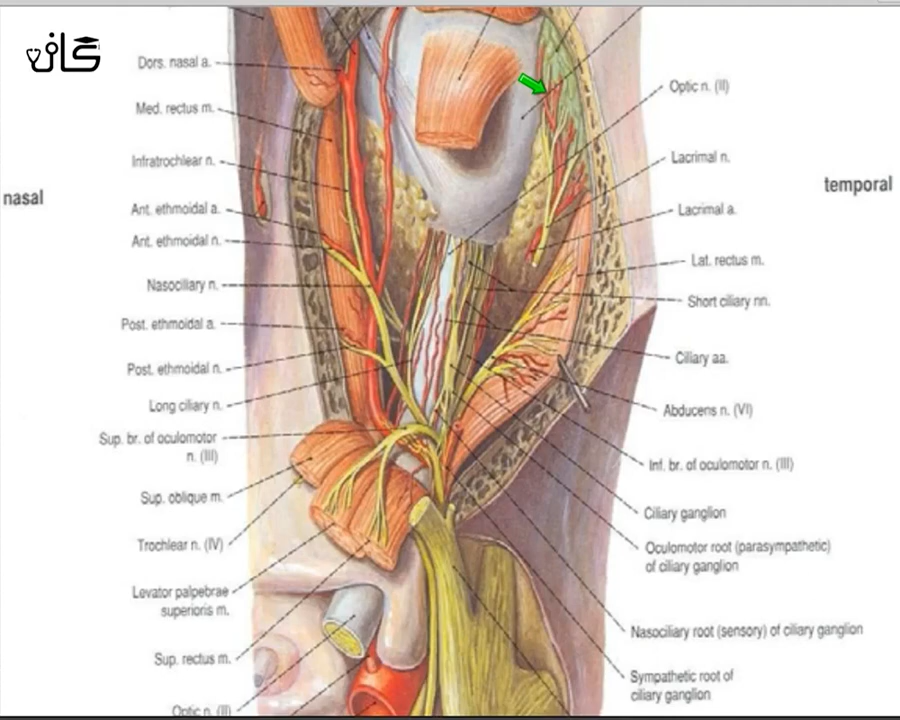 كان
Dors. nasal a.
Med. rectus m.
Infratrochlear n.
Ant. ethmoidal a.
Ant. ethmoidal n.
Nasociliary n.
Post. ethmoidal a.
Post. ethmoidal n.
Long ciliary n.
Sup. br. of oculomotor
n. (III)
Sup. oblique m.
Trochlear n. (IV)
Levator palpebrae
superioris m.
Sup. rectus m.
Optic n. (II)
nasal
temporal
Optic n. (II)
Lacrimal n.
Lacrimal a.
Lat. rectus m.
Short ciliary nn.
Ciliary aa.
Abducens n. (VI)
Inf. br. of oculomotor n. (III)
Ciliary ganglion
Oculomotor root (parasympathetic)
of ciliary ganglion
Nasociliary root (sensory) of ciliary ganglion
Sympathetic root of
ciliary ganglion